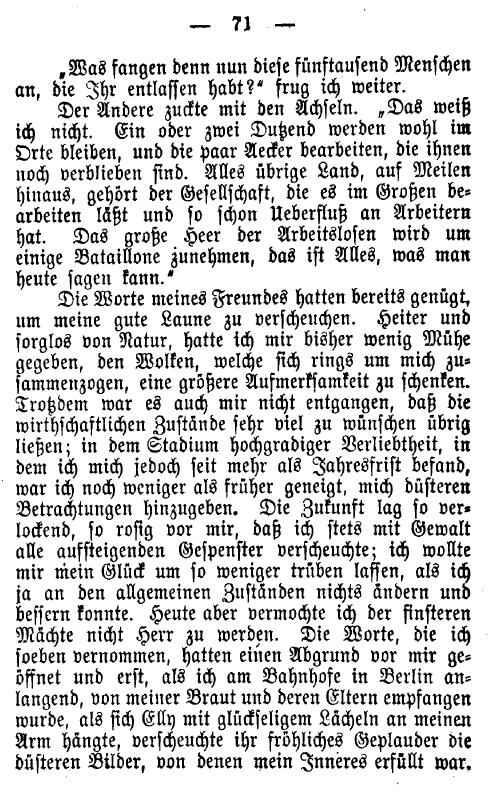 — 71 —
„Was fangen denn nun diese fünftausend Menschen
an, die Ihr entlassen habt?“ frug ich weiter.
Der Andere zuckte mit den Achseln. „Das weiß
ich nicht. Ein oder zwei Dutzend werden wohl im
Orte bleiben, und die paar Aecker bearbeiten, die ihnen
noch verblieben sind. Alles übrige Land, auf Meilen
hinaus, gehört der Gesellschaft, die es im Großen be-
arbeiten läßt und so schon Ueberfluß an Arbeitern
hat. Das große Heer der Arbeitslosen wird um
einige Bataillone zunehmen, das ist Alles, was man
heute sagen kann.“
Die Worte meines Freundes hatten bereits genügt,
um meine gute Laune zu verscheuchen. Heiter und
sorglos von Natur, hatte ich mir bisher wenig Mühe
gegeben, den Wolken, welche sich rings um mich zu-
sammenzogen, eine größere Aufmerksamkeit zu schenken.
Trotzdem war es auch mir nicht entgangen, daß die
wirthschaftlichen Zustände sehr viel zu wünschen übrig
ließen; in dem Stadium hochgradiger Verliebtheit, in
dem ich mich jedoch seit mehr als Jahresfrist befand,
war ich noch weniger als früher geneigt, mich düsteren
Betrachtungen hinzugeben. Die Zukunft lag so ver-
lockend, so rosig vor mir, daß ich stets mit Gewalt
alle aufsteigenden Gespenster verscheuchte; ich wollte
mir mein Glück um so weniger trüben lassen, als ich
ja an den allgemeinen Zuständen nichts ändern und
bessern konnte. Heute aber vermochte ich der finsteren
Mächte nicht Herr zu werden. Die Worte, die ich
soeben vernommen, hatten einen Abgrund vor mir ge-
öffnet und erst, als ich am Bahnhofe in Berlin an-
langend, von meiner Braut und deren Eltern empfangen
wurde, als sich Elly mit glückseligem Lächeln an meinen
Arm hängte, verscheuchte ihr fröhliches Geplauder die
düsteren Bilder, von denen mein Inneres erfüllt war.